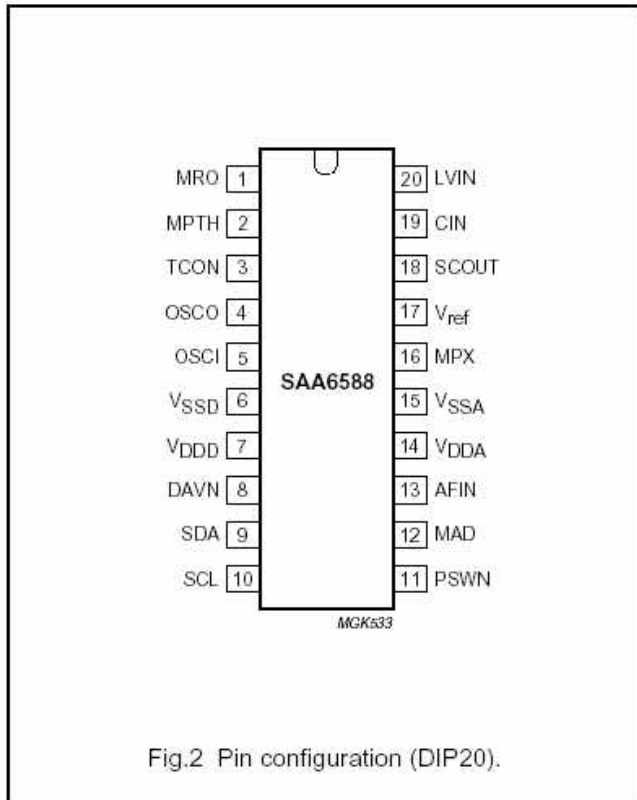 MRO 1 20 LVIN
MPTH 2 19 CIN
TCON 3 18 SCOUT
OSCO 4 17 Vref
OSCI 5 16 MPX
SAA6588
VSSD 6 15 VSSA
VDDD 7 14 VDDA
DAVN 8 13 AFIN
SDA 9 12 MAD
SCL 10 11 PSWN
MGK533
Fig.2 Pin configuration (DIP20).